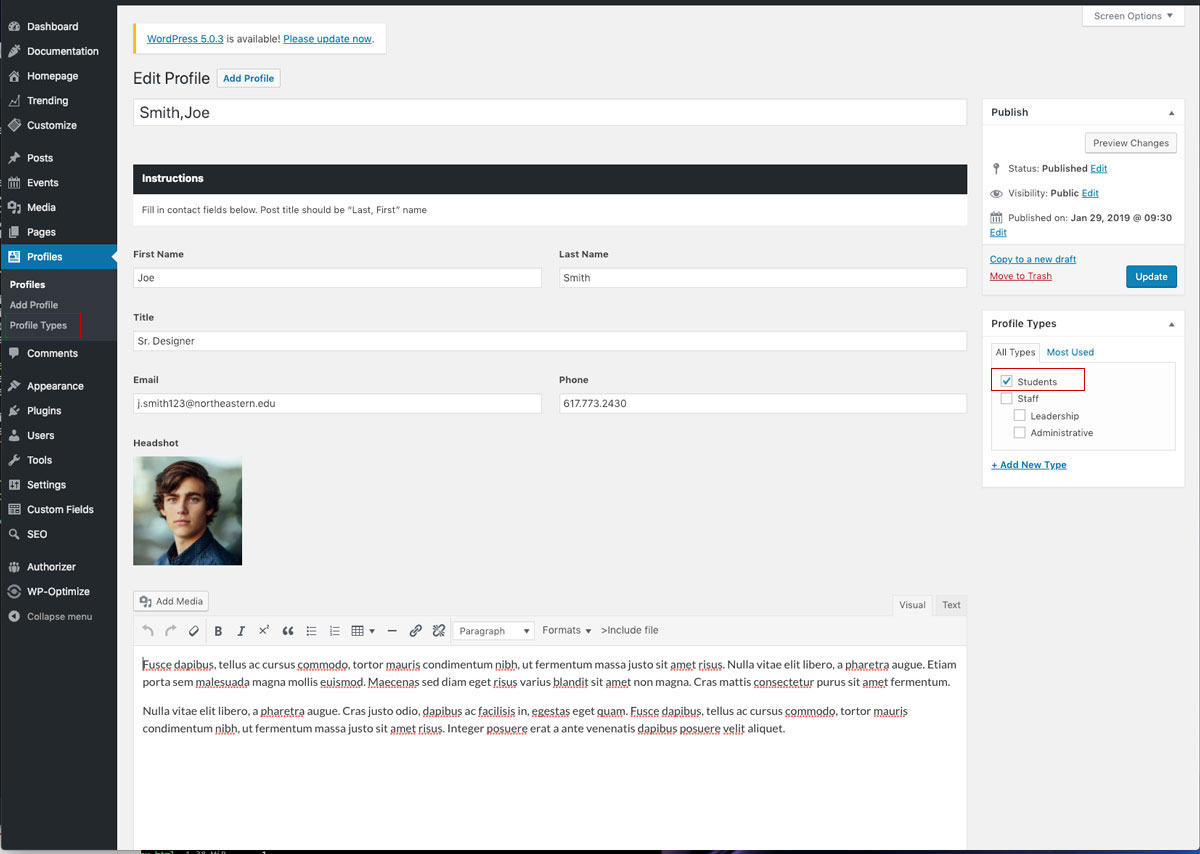 Screen Options
Dashboard
Documentation
Homepage
Trending
Customize
Posts
Events
Media
Pages
Profiles
Profiles
Add Profile
Profile Types
Comments
Appearance
Plugins
Users
Tools
Settings
Custom Fields
SEO
Authorizer
WP-Optimize
Collapse menu
WordPress 5.0.3 is available! Please update now.
Edit Profile Add Profile
Smith,Joe
Instructions
Fill in contact fields below. Post title should be “Last, First” name
First Name Last Name
Joe Smith
Title
Sr. Designer
Email Phone
j.smith123@northeastern.edu 617.773.2430
Headshot
Add Media Visual Text
B I Paragraph Formats >Include file
Fusce dapibus, tellus ac cursus commodo, tortor mauris condimentum nibh, ut fermentum massa justo sit amet risus. Nulla vitae elit libero, a pharetra augue. Etiam
porta sem malesuada magna mollis euismod. Maecenas sed diam eget risus varius blandit sit amet non magna. Cras mattis consectetur purus sit amet fermentum.
Nulla vitae elit libero, a pharetra augue. Cras justo odio, dapibus ac facilisis in, egestas eget quam. Fusce dapibus, tellus ac cursus commodo, tortor mauris
condimentum nibh, ut fermentum massa justo sit amet risus. Integer posuere erat a ante venenatis dapibus posuere velit aliquet.
Publish
Preview Changes
Status: Published Edit
Visibility: Public Edit
Published on: Jan 29, 2019 @ 09:30
Edit
Copy to a new draft
Move to Trash
Update
Profile Types
All Types Most Used
Students
Staff
Leadership
Administrative
+ Add New Type